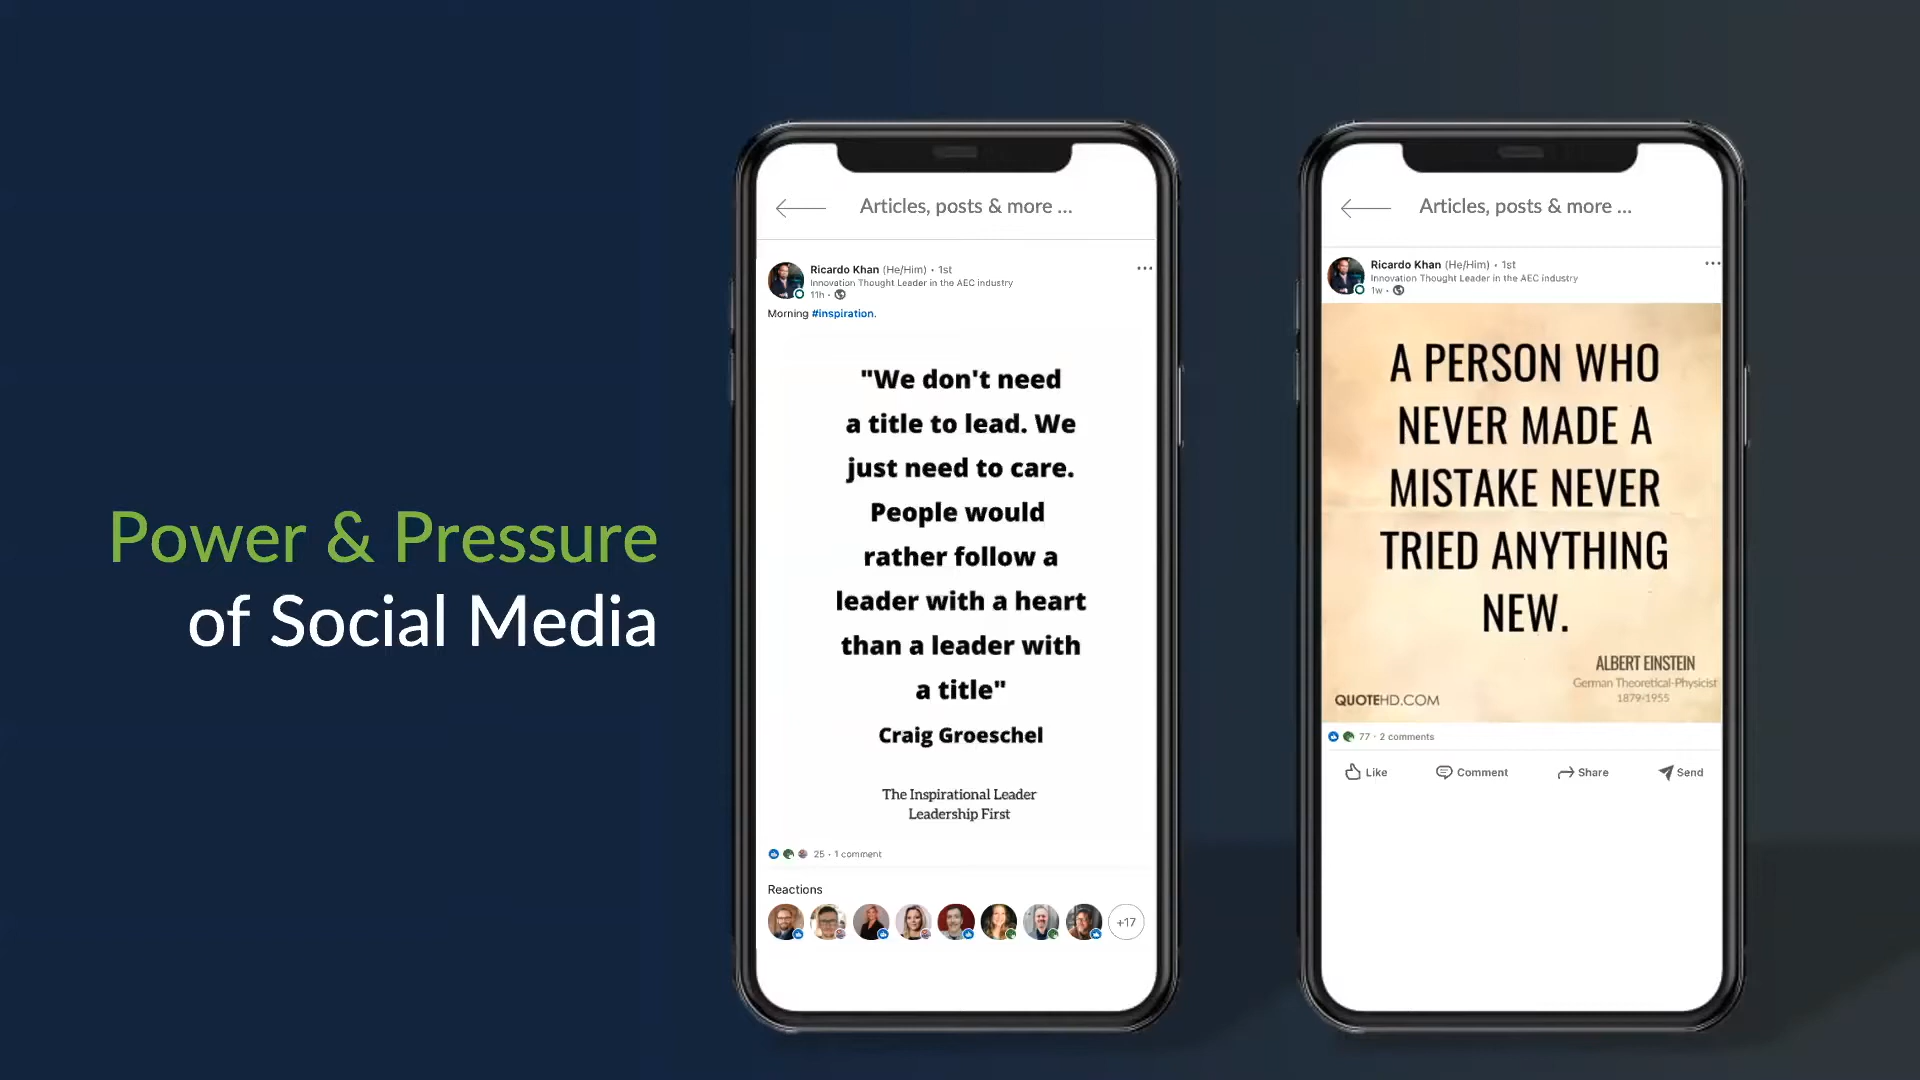 Power & Pressure
of Social Media
Articles, posts & more ...
Ricardo Khan (He/Him) • 1st
Innovation Thought Leader in the AEC industry
11h •
Morning #inspiration.
"We don't need
a title to lead. We
just need to care.
People would
rather follow a
leader with a heart
than a leader with
a title"
Craig Groeschel
The Inspirational Leader
Leadership First
25 · 1 comment
Reactions
+17
Articles, posts & more ...
Ricardo Khan (He/Him) • 1st
Innovation Thought Leader in the AEC industry
1w •
A PERSON WHO
NEVER MADE A
MISTAKE NEVER
TRIED ANYTHING
NEW.
ALBERT EINSTEIN
German Theoretical-Physicist
1879-1955
QUOTEHD.COM
77 · 2 comments
Like Comment Share Send